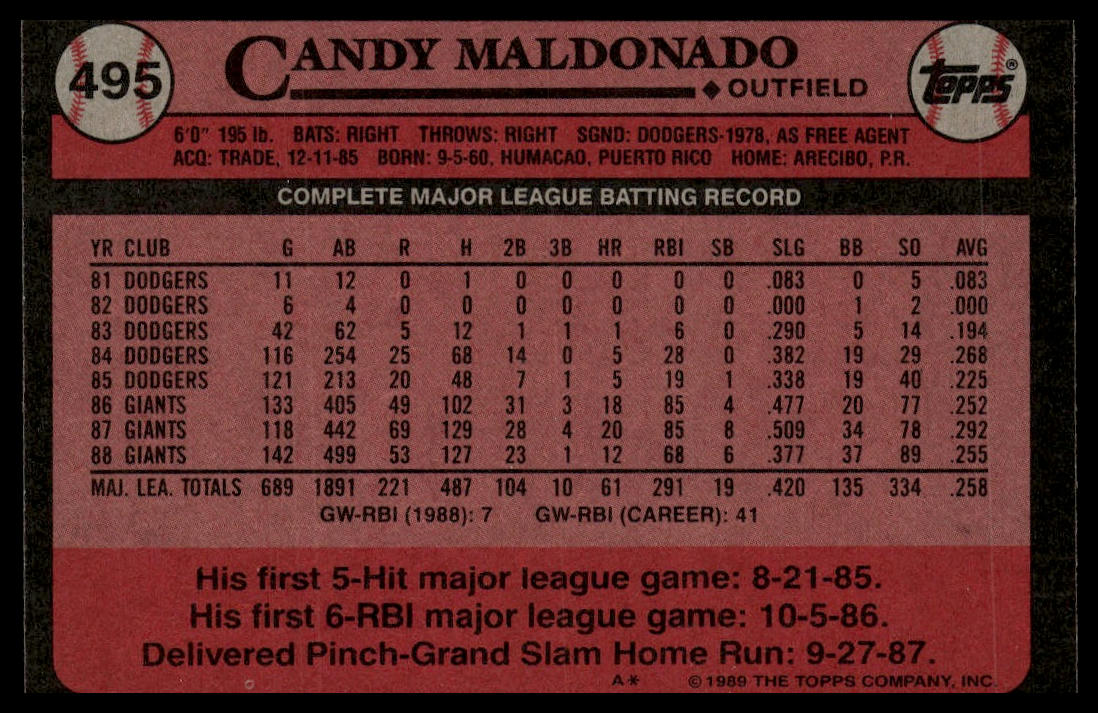 495 CANDY MALDONADO Topps®
OUTFIELD
6'0" 195 lb. BATS: RIGHT THROWS: RIGHT SGND: DODGERS-1978, AS FREE AGENT
ACQ: TRADE, 12-11-85 BORN: 9-5-60, HUMACAO, PUERTO RICO HOME: ARECIBO, P.R.
COMPLETE MAJOR LEAGUE BATTING RECORD
YR CLUB G AB R H 2B 3B HR RBI SB SLG BB SO AVG
81 DODGERS 11 12 0 1 0 0 0 0 0 .083 0 5 .083
82 DODGERS 6 4 0 0 0 0 0 0 0 .000 1 2 .000
83 DODGERS 42 62 5 12 1 1 1 6 0 .290 5 14 .194
84 DODGERS 116 254 25 68 14 0 5 28 0 .382 19 29 .268
85 DODGERS 121 213 20 48 7 1 5 19 1 .338 19 40 .225
86 GIANTS 133 405 49 102 31 3 18 85 4 .477 20 77 .252
87 GIANTS 118 442 69 129 28 4 20 85 8 .509 34 78 .292
88 GIANTS 142 499 53 127 23 1 12 68 6 .377 37 89 .255
MAJ. LEA. TOTALS 689 1891 221 487 104 10 61 291 19 .420 135 334 .258
GW-RBI (1988): 7 GW-RBI (CAREER): 41
His first 5-Hit major league game: 8-21-85.
His first 6-RBI major league game: 10-5-86.
Delivered Pinch-Grand Slam Home Run: 9-27-87.
A* ©1989 THE TOPPS COMPANY, INC.